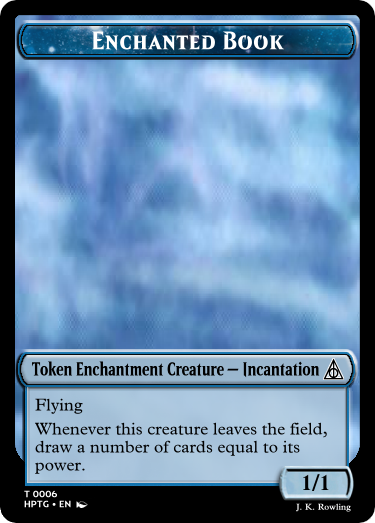 Enchanted Book
Token Enchantment Creature – Incantation
Flying
Whenever this creature leaves the field,
draw a number of cards equal to its
power.
1/1
T 0006
HPTG • EN
J. K. Rowling